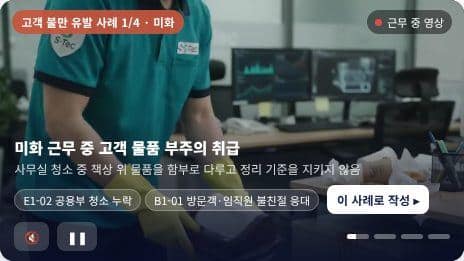 고객 불만 유발 사례 1/4 · 미화
근무 중 영상
S-TEC
미화 근무 중 고객 물품 부주의 취급
사무실 청소 중 책상 위 물품을 함부로 다루고 정리 기준을 지키지 않음
E1-02 공용부 청소 누락
B1-01 방문객·임직원 불친절 응대
이 사례로 작성 ▸